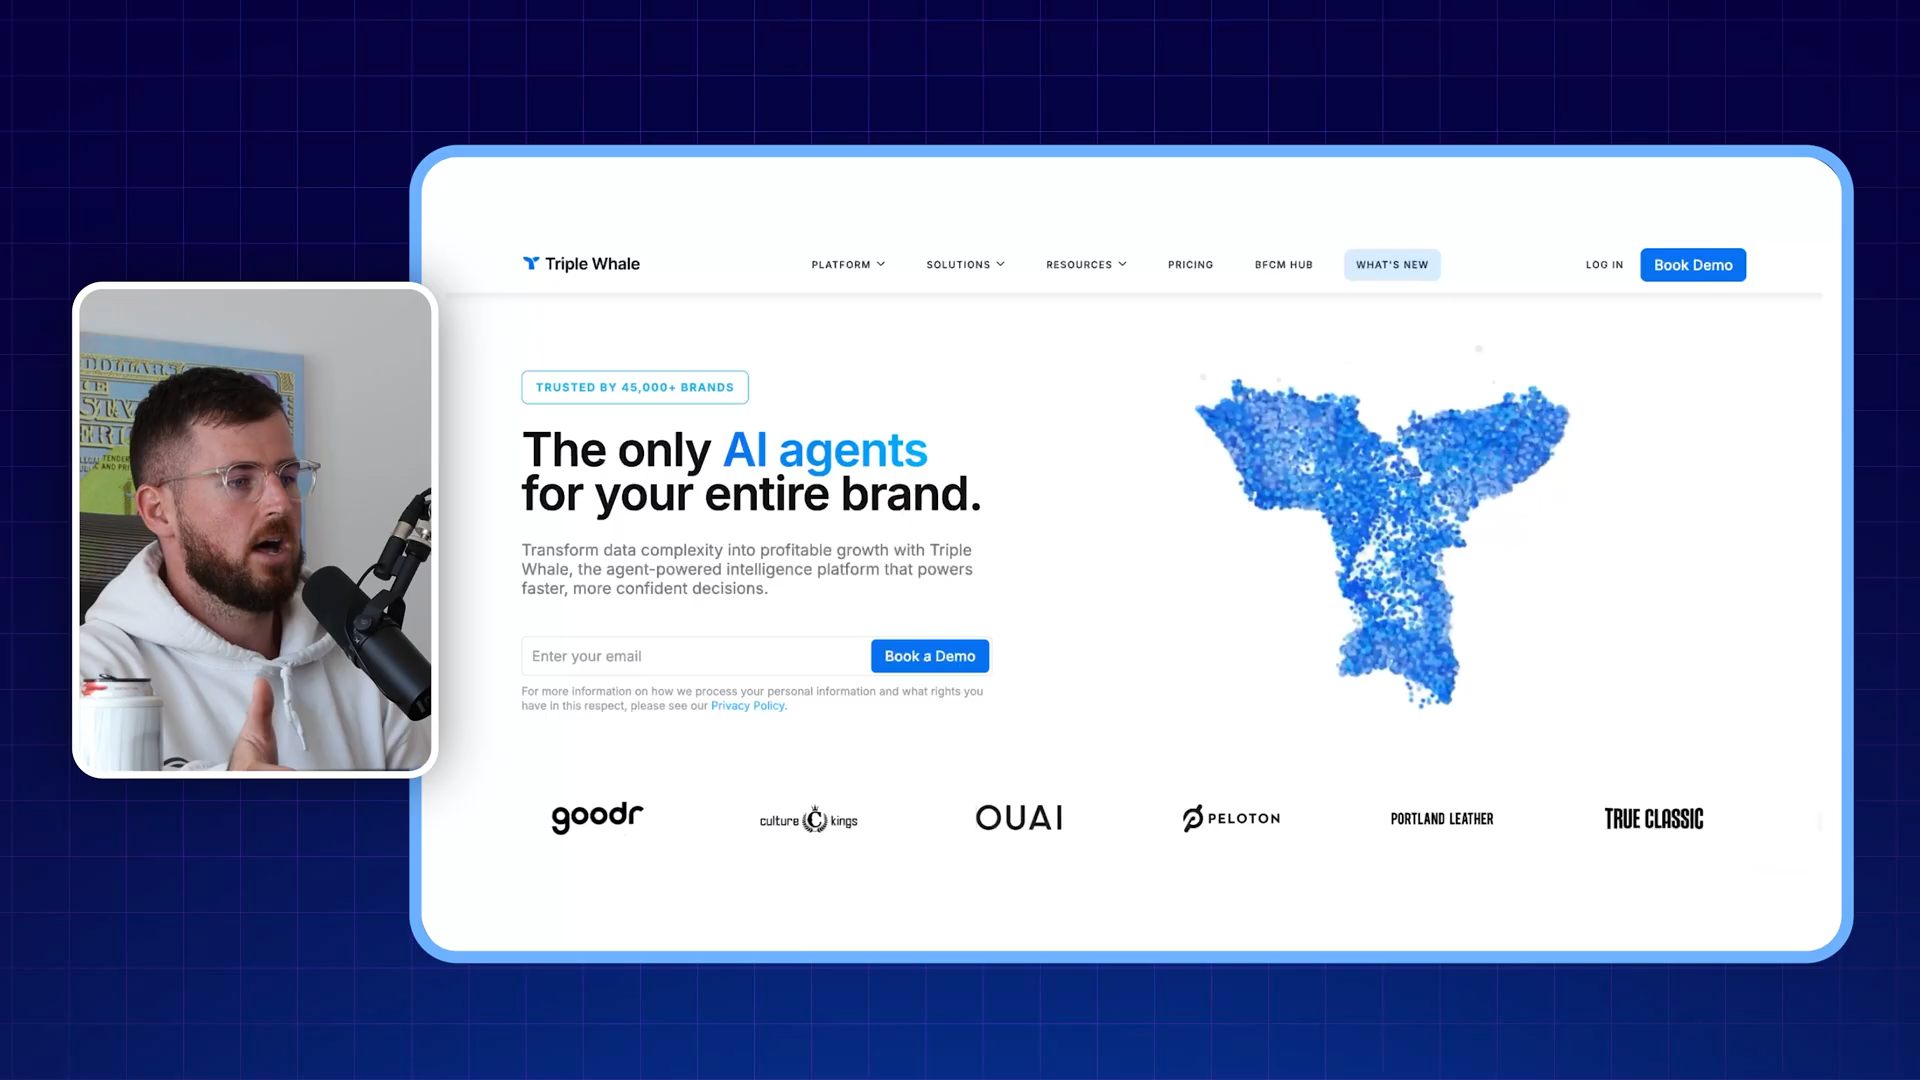 Triple Whale
PLATFORM
SOLUTIONS
RESOURCES
PRICING
BFCM HUB
WHAT'S NEW
LOG IN
Book Demo
TRUSTED BY 45,000+ BRANDS
The only AI agents
for your entire brand.
Transform data complexity into profitable growth with Triple
Whale, the agent-powered intelligence platform that powers
faster, more confident decisions.
Enter your email
Book a Demo
For more information on how we process your personal information and what rights you
have in this respect, please see our Privacy Policy.
goodr
culture C kings
OUAI
PELOTON
PORTLAND LEATHER
TRUE CLASSIC
DOLLARS
TENDER
AND PRI